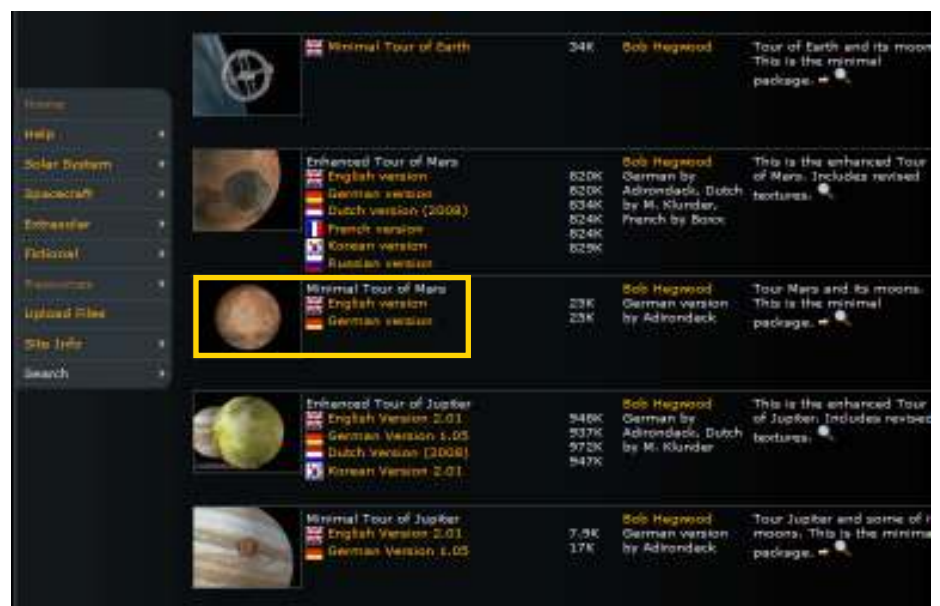 Minimal Tour of Earth
34K
Bob Hegwood
Tour of Earth and its moon
This is the minimal
package.
Home
Help
Solar System
Spacecraft
Extrasolar
Fictional
Resources
Upload Files
Site Info
Search
Enhanced Tour of Mars
English version
German version
Dutch version (2008)
French version
Korean version
Russian version
820K
820K
834K
824K
824K
829K
Bob Hegwood
German by
Adirondack, Dutch
by M. Klunder,
French by Boxx.
This is the enhanced Tour
of Mars. Includes revised
textures.
Minimal Tour of Mars
English version
German version
23K
23K
Bob Hegwood
German version
by Adirondack
Tour Mars and its moons.
This is the minimal
package.
Enhanced Tour of Jupiter
English Version 2.01
German Version 1.05
Dutch Version (2008)
Korean Version 2.01
948K
937K
972K
947K
Bob Hegwood
German by
Adirondack, Dutch
by M. Klunder
This is the enhanced Tour
of Jupiter. Includes revised
textures.
Minimal Tour of Jupiter
English Version 2.01
German Version 1.05
7.9K
17K
Bob Hegwood
German version
by Adirondack
Tour Jupiter and some of
moons. This is the minima
package.